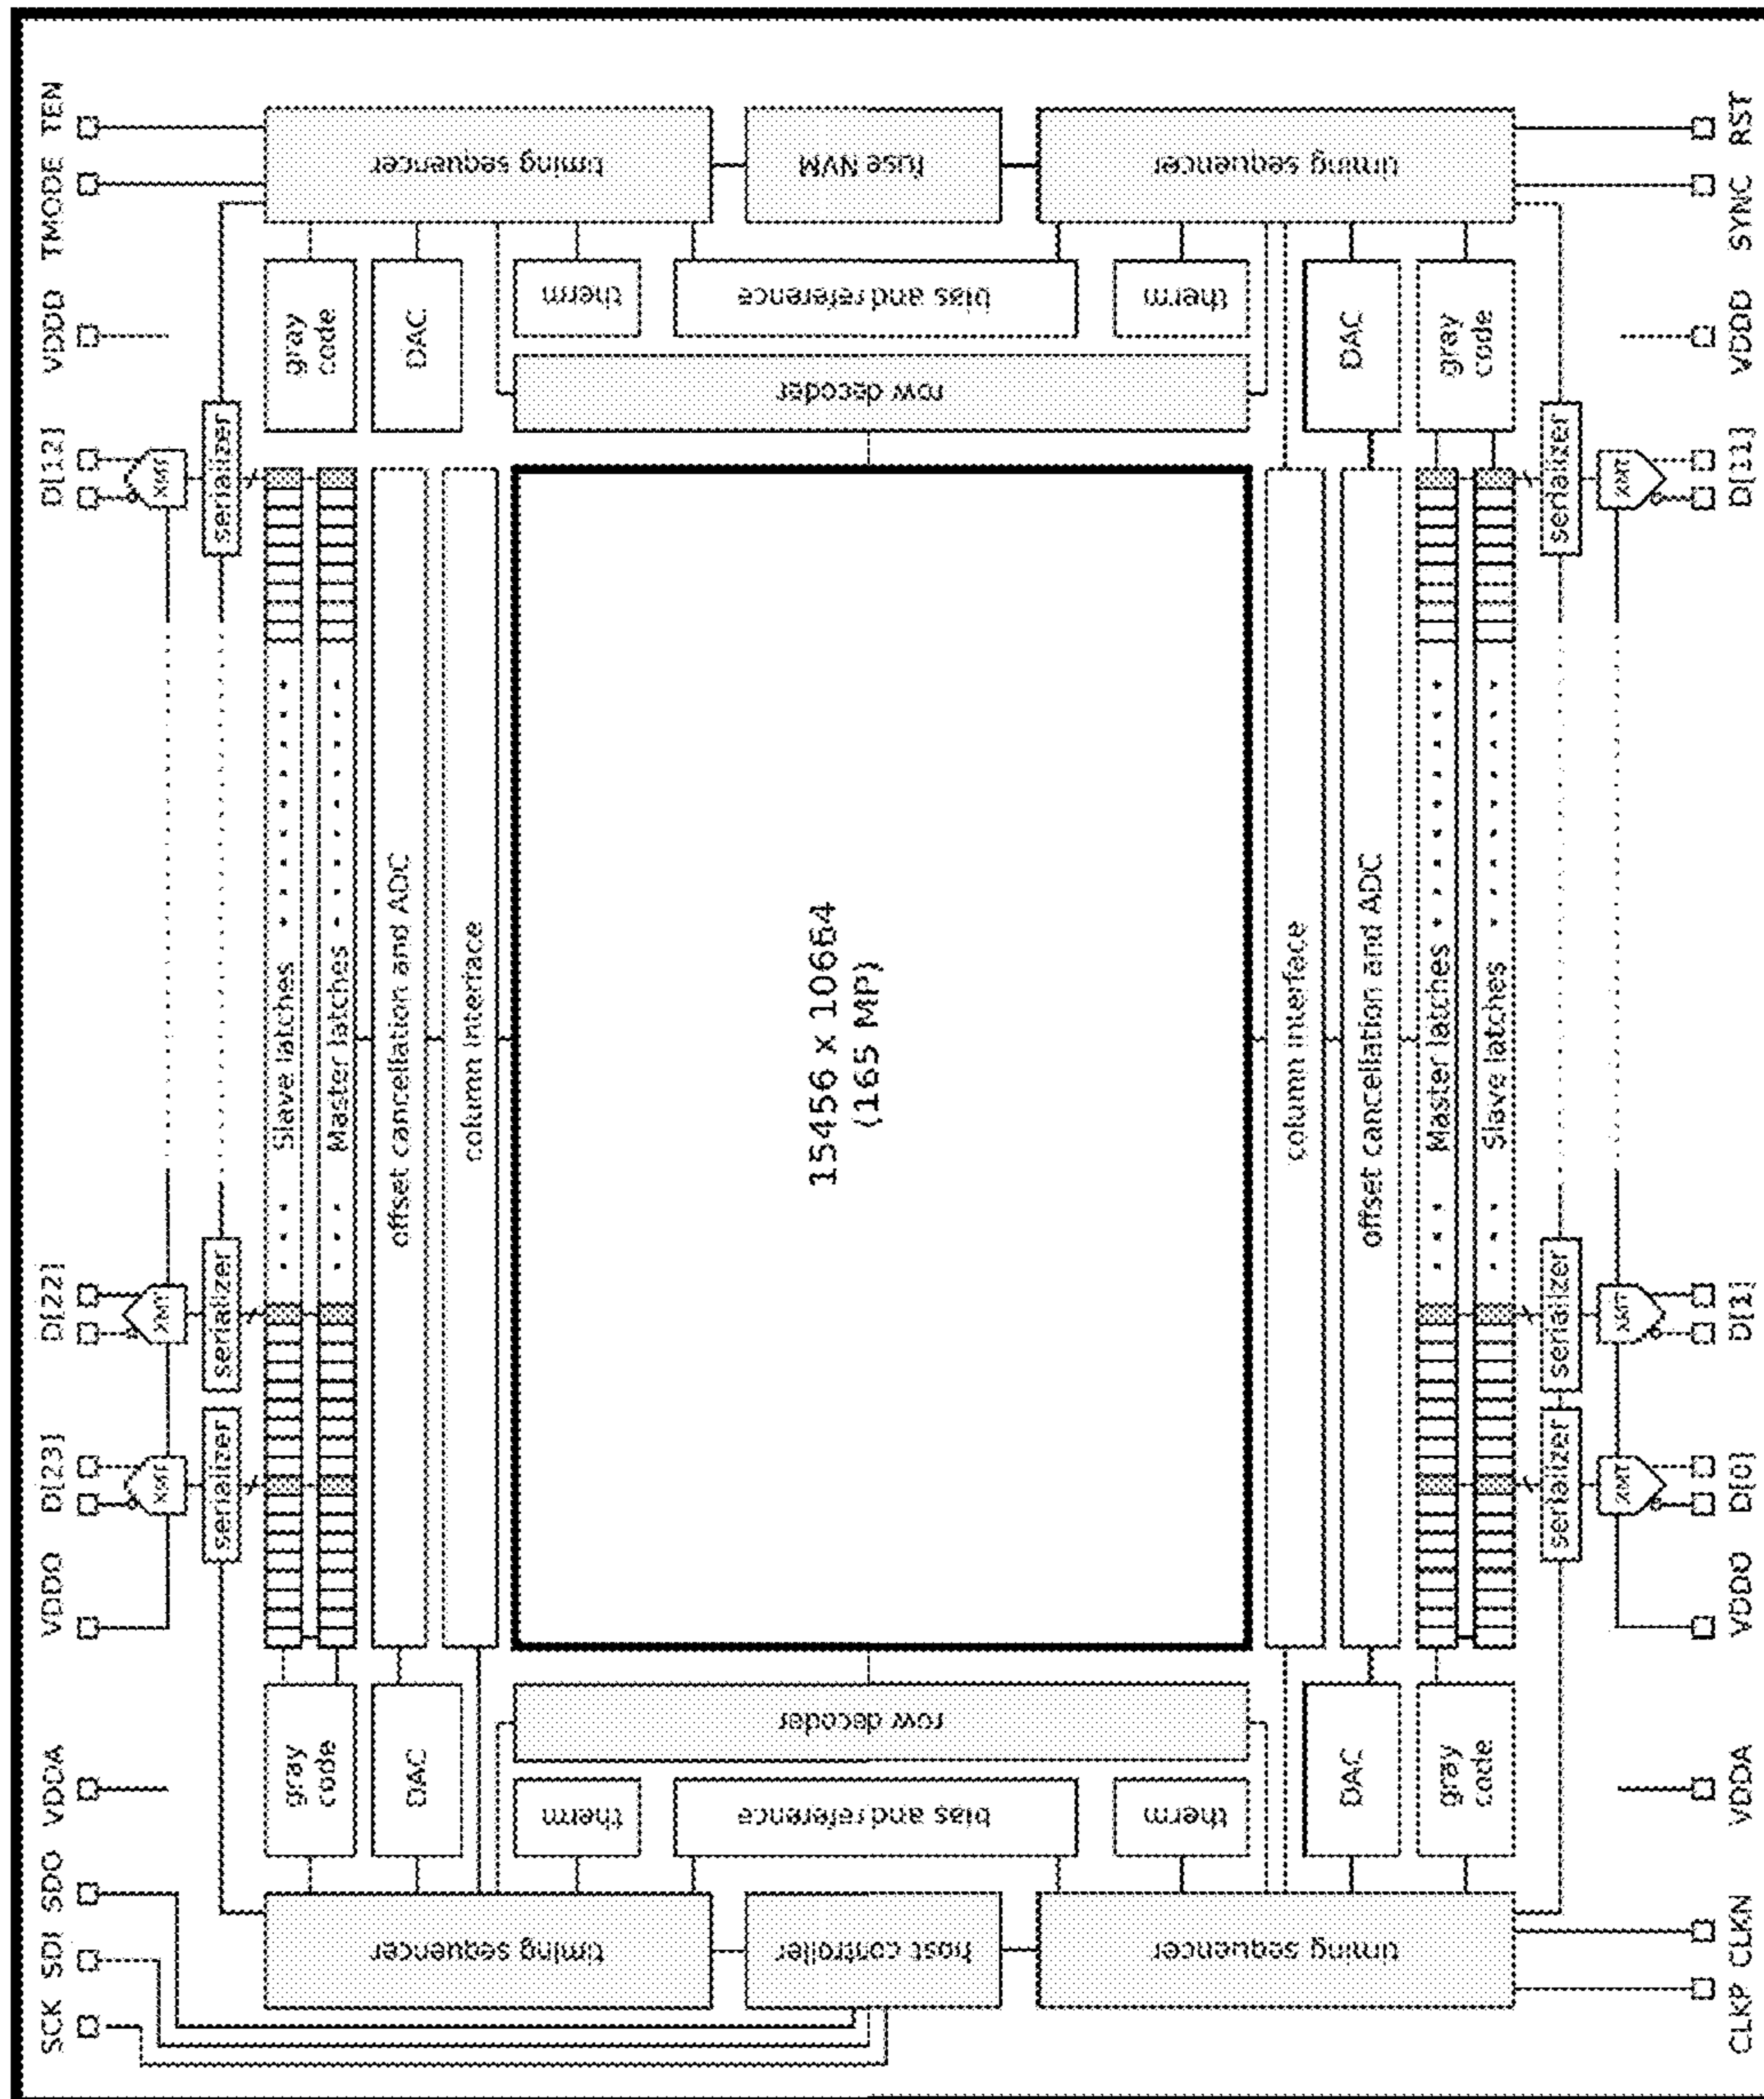 SCK SDI SDO VDDA VDDO D[23] D[22] D[12] VDDD TMODE TEN
XMT XMT XMT
serializer serializer serializer
gray
code
Slave latches
Master latches
gray
code
DAC
offset cancellation and ADC
DAC
column interface
timing sequencer
host controller
timing sequencer
therm
bias and reference
therm
row decoder
15456 x 10664
(165 MP)
row decoder
therm
bias and reference
therm
timing sequencer
fuse NVM
timing sequencer
column interface
DAC
offset cancellation and ADC
DAC
gray
code
Master latches
Slave latches
gray
code
serializer serializer serializer
XMT XMT XMT
CLKP CLKN VDDA VDDO D[0] D[1] D[11] VDDD SYNC RST